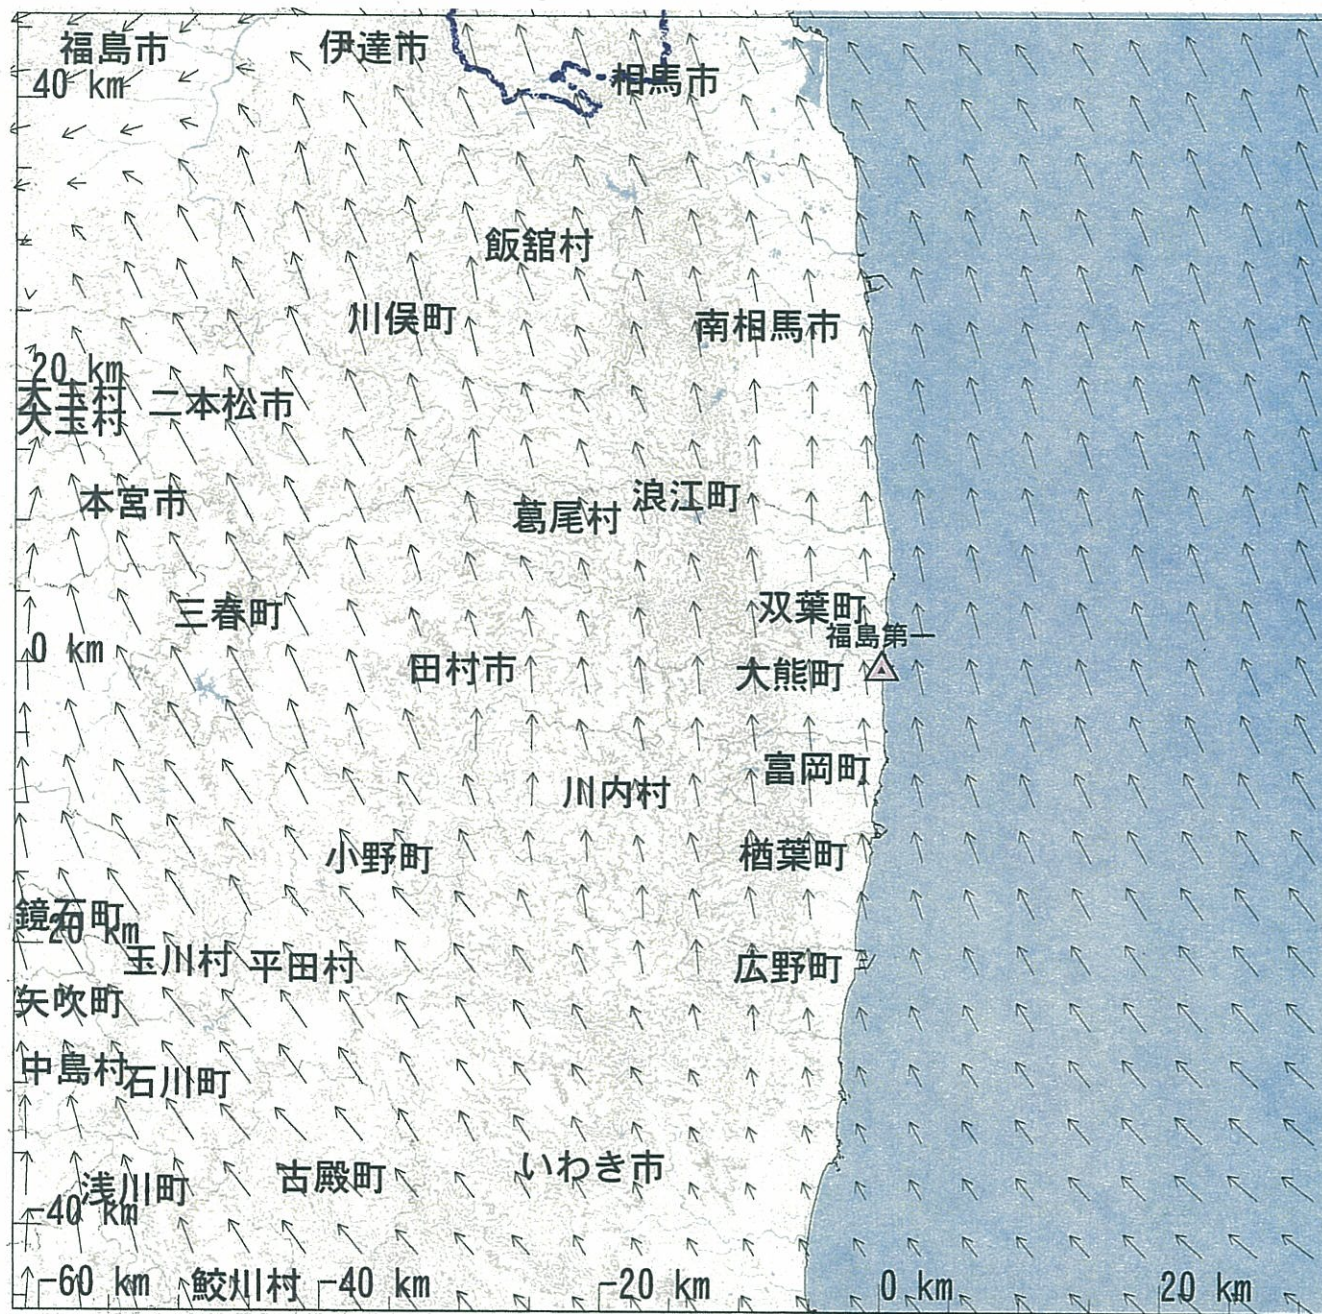 福島市
伊達市
相馬市
40 km
飯舘村
川俣町
南相馬市
20 km
大玉村
大玉村
二本松市
本宮市
浪江町
葛尾村
双葉町
三春町
福島第一
0 km
田村市
大熊町
富岡町
川内村
小野町
楢葉町
鏡石町
-20 km
玉川村
平田村
広野町
矢吹町
中島村
石川町
いわき市
浅川町
古殿町
-40 km
-60 km
鮫川村
-40 km
-20 km
0 km
20 km